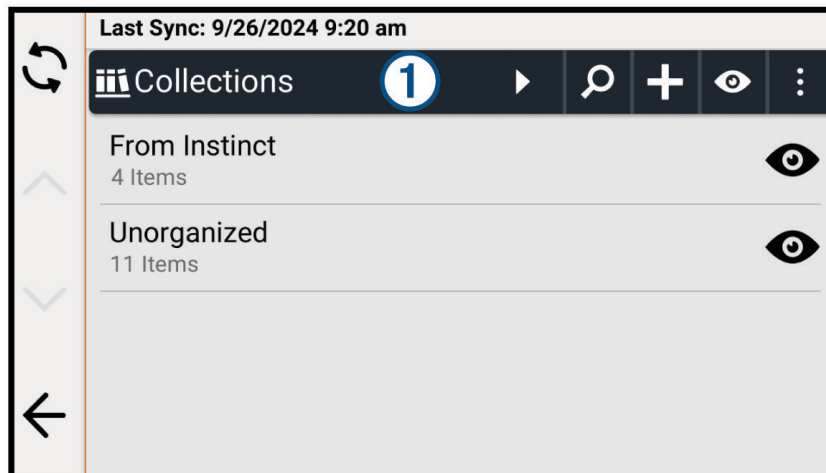 Last Sync: 9/26/2024 9:20 am
Collections 1
From Instinct
4 Items
Unorganized
11 Items